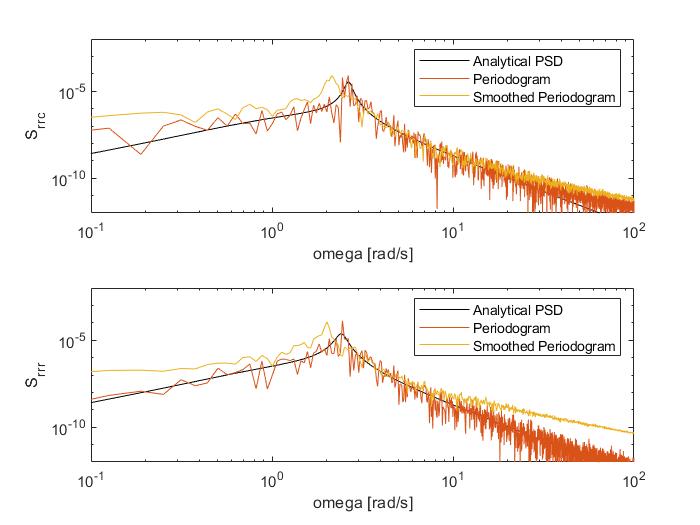 Analytical PSD
Periodogram
Smoothed Periodogram
10^-5
10^-10
S_rrc
10^-1 10^0 10^1 10^2
omega [rad/s]
Analytical PSD
Periodogram
Smoothed Periodogram
10^-5
10^-10
S_rrr
10^-1 10^0 10^1 10^2
omega [rad/s]